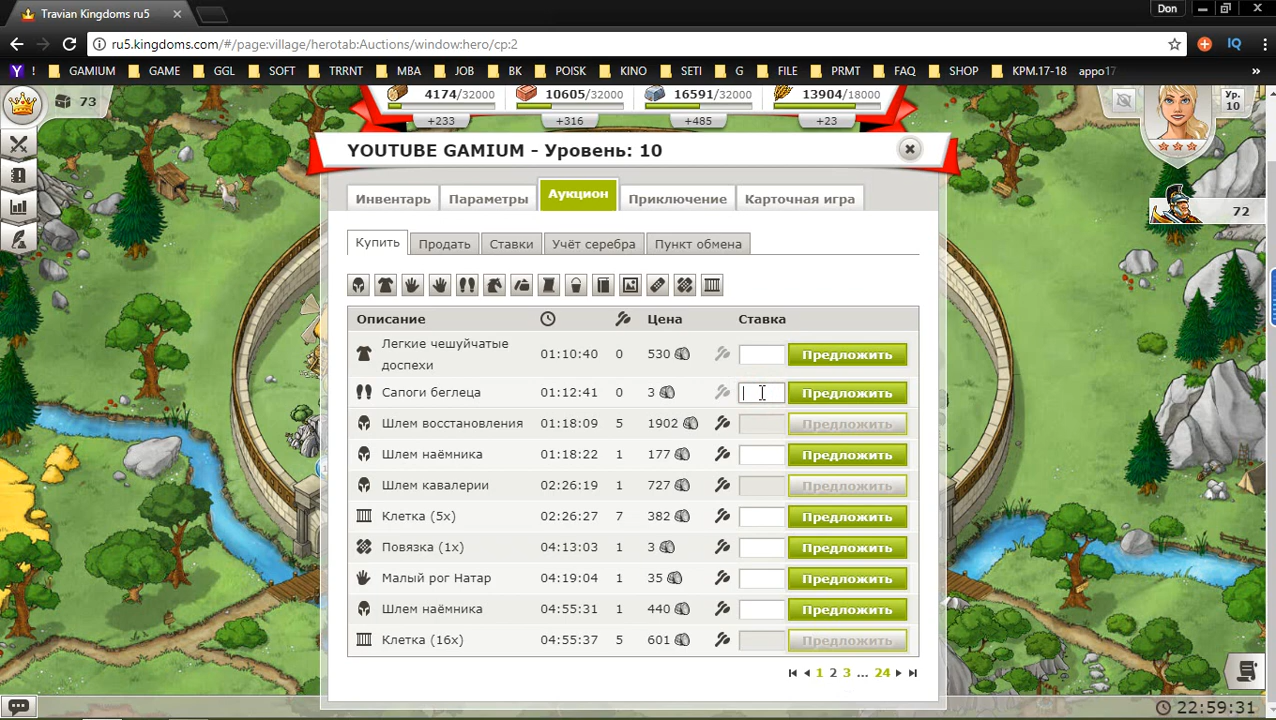 Travian Kingdoms ru5
Don
ru5.kingdoms.com/#/page:village/herotab:Auctions/window:hero/cp:2
IQ
Y ! GAMIUM GAME GGL SOFT TRRNT MBA JOB BK POISK KINO SETI G FILE PRMT FAQ SHOP KPM.17-18 appo17 »
73
4174/32000 10605/32000 16591/32000 13904/18000
+233 +316 +485 +23
Ур.
10
72
YOUTUBE GAMIUM - Уровень: 10
Инвентарь Параметры Аукцион Приключение Карточная игра
Купить Продать Ставки Учёт серебра Пункт обмена
Описание Цена Ставка
Легкие чешуйчатые
доспехи 01:10:40 0 530 Предложить
Сапоги беглеца 01:12:41 0 3 Предложить
Шлем восстановления 01:18:09 5 1902 Предложить
Шлем наёмника 01:18:22 1 177 Предложить
Шлем кавалерии 02:26:19 1 727 Предложить
Клетка (5x) 02:26:27 7 382 Предложить
Повязка (1x) 04:13:03 1 3 Предложить
Малый рог Натар 04:19:04 1 35 Предложить
Шлем наёмника 04:55:31 1 440 Предложить
Клетка (16x) 04:55:37 5 601 Предложить
1 2 3 ... 24
22:59:31